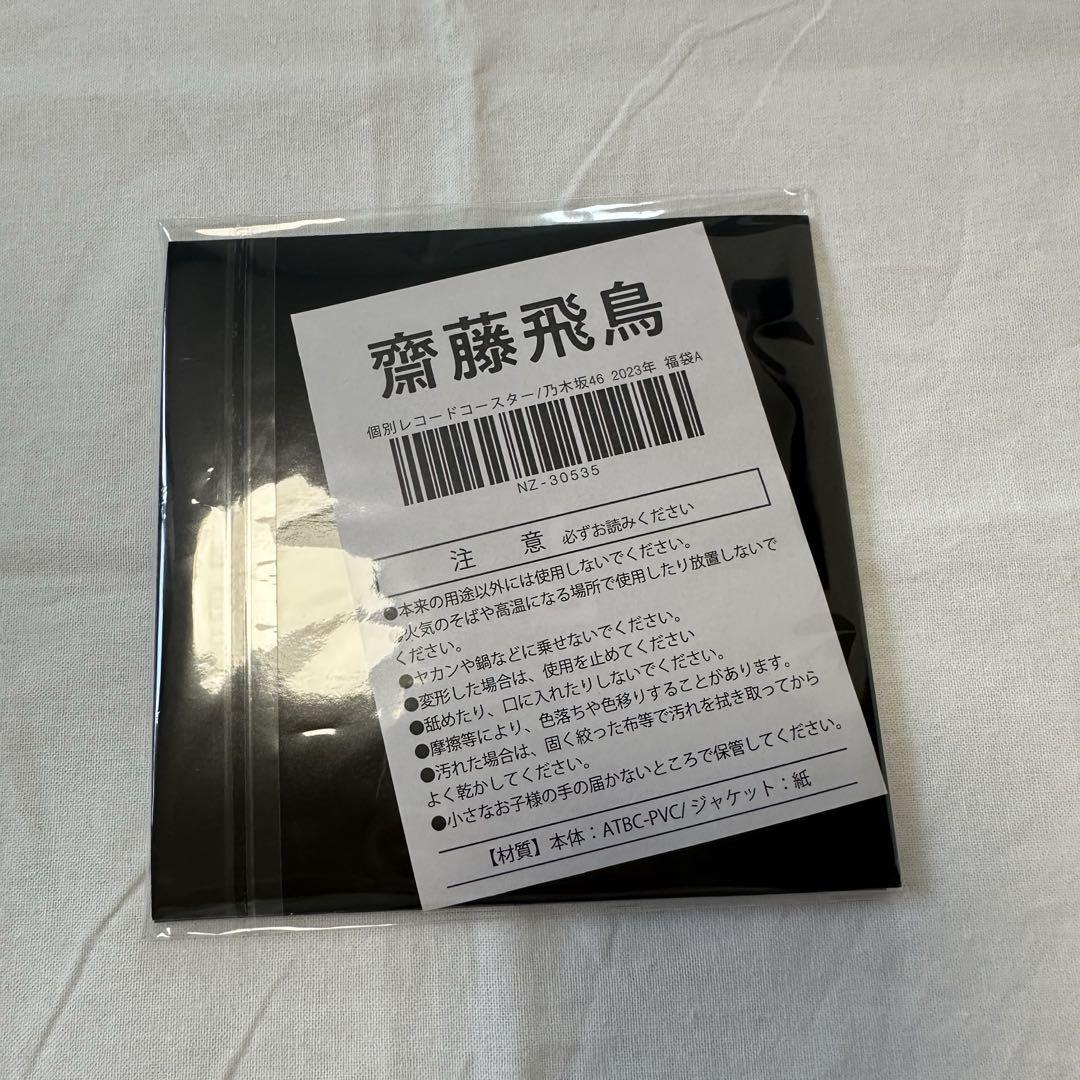 齋藤飛鳥
個別レコードコースター/乃木坂46 2023年 福袋A
NZ-30535
注 意 必ずお読みください
●本来の用途以外には使用しないでください。
●火気のそばや高温になる場所で使用したり放置しないで
ください。
●ヤカンや鍋などに乗せないでください。
●変形した場合は、使用を止めてください
●舐めたり、口に入れたりしないでください。
●摩擦等により、色落ちや色移りすることがあります。
●汚れた場合は、固く絞った布等で汚れを拭き取ってから
よく乾かしてください。
●小さなお子様の手の届かないところで保管してください。
【材質】本体：ATBC-PVC/ジャケット：紙